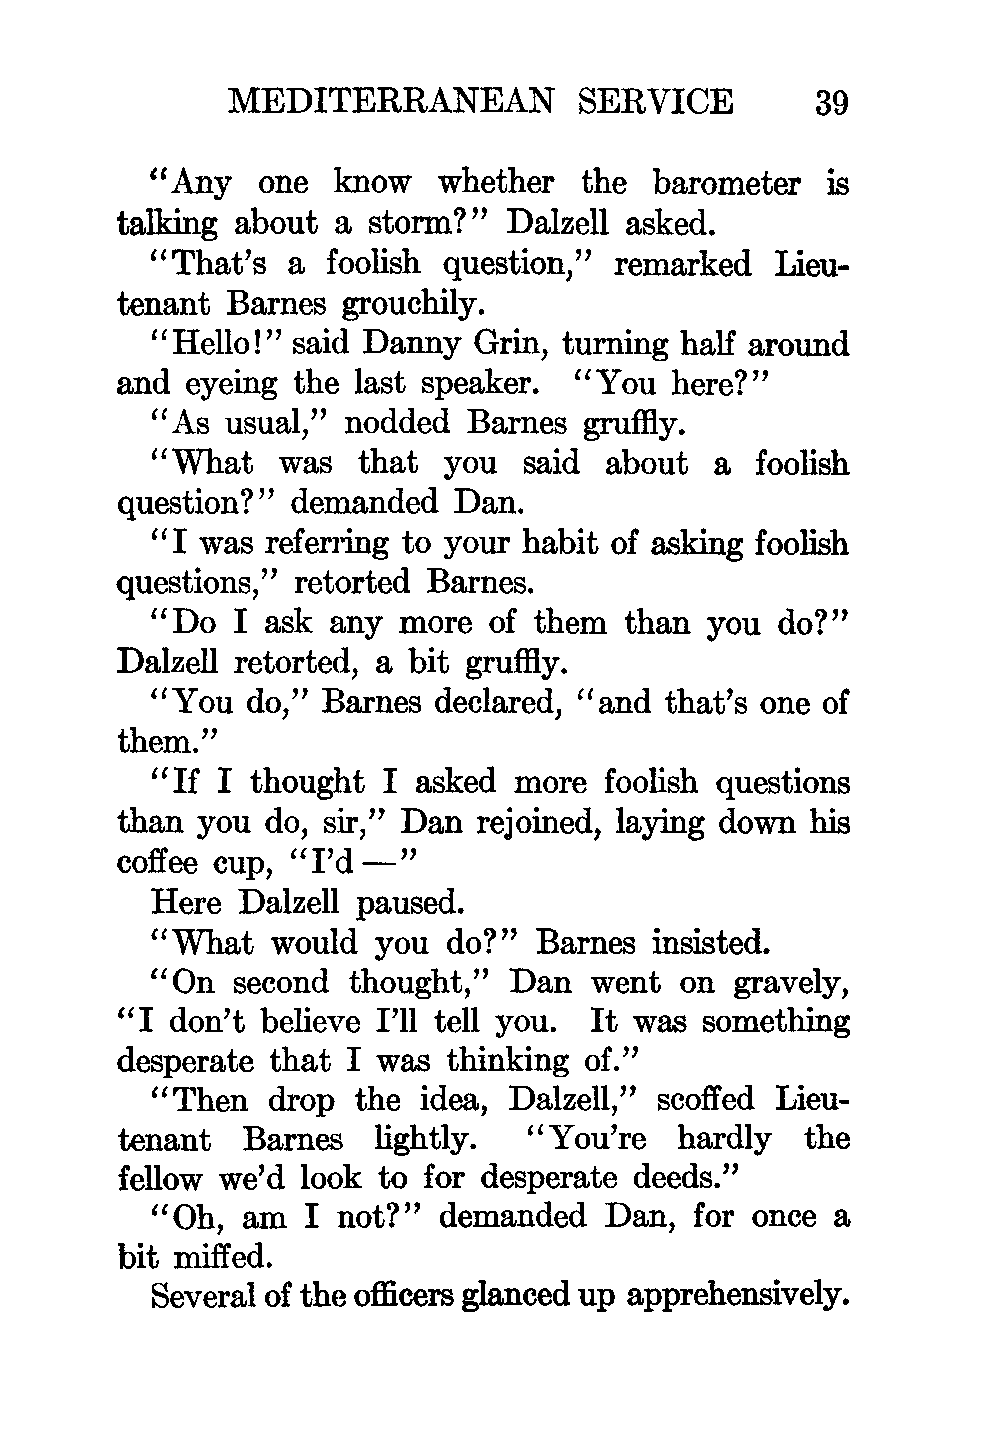 MEDITERRANEAN SERVICE 39
“Any one know whether the barometer is
talking about a storm?” Dalzell asked.
“That’s a foolish question,” remarked Lieu-
tenant Barnes grouchily.
“Hello!” said Danny Grin, turning half around
and eyeing the last speaker. “You here?”
“As usual,” nodded Barnes gruffly.
“What was that you said about a foolish
question?” demanded Dan.
“I was referring to your habit of asking foolish
questions,” retorted Barnes.
“Do I ask any more of them than you do?”
Dalzell retorted, a bit gruffly.
“You do,” Barnes declared, “and that’s one of
them.”
“If I thought I asked more foolish questions
than you do, sir,” Dan rejoined, laying down his
coffee cup, “I’d—”
Here Dalzell paused.
“What would you do?” Barnes insisted.
“On second thought,” Dan went on gravely,
“I don’t believe I’ll tell you. It was something
desperate that I was thinking of.”
“Then drop the idea, Dalzell,” scoffed Lieu-
tenant Barnes lightly. “You’re hardly the
fellow we’d look to for desperate deeds.”
“Oh, am I not?” demanded Dan, for once a
bit miffed.
Several of the officers glanced up apprehensively.